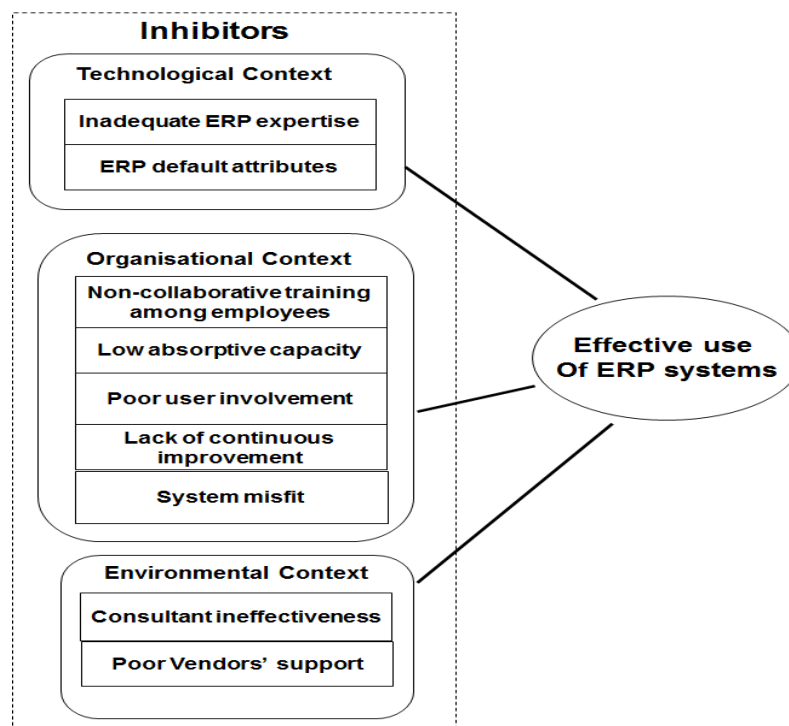 Inhibitors
Technological Context
Inadequate ERP expertise
ERP default attributes
Organisational Context
Non-collaborative training
among employees
Low absorptive capacity
Poor user involvement
Lack of continuous
improvement
System misfit
Environmental Context
Consultant ineffectiveness
Poor Vendors' support
Effective use
Of ERP systems